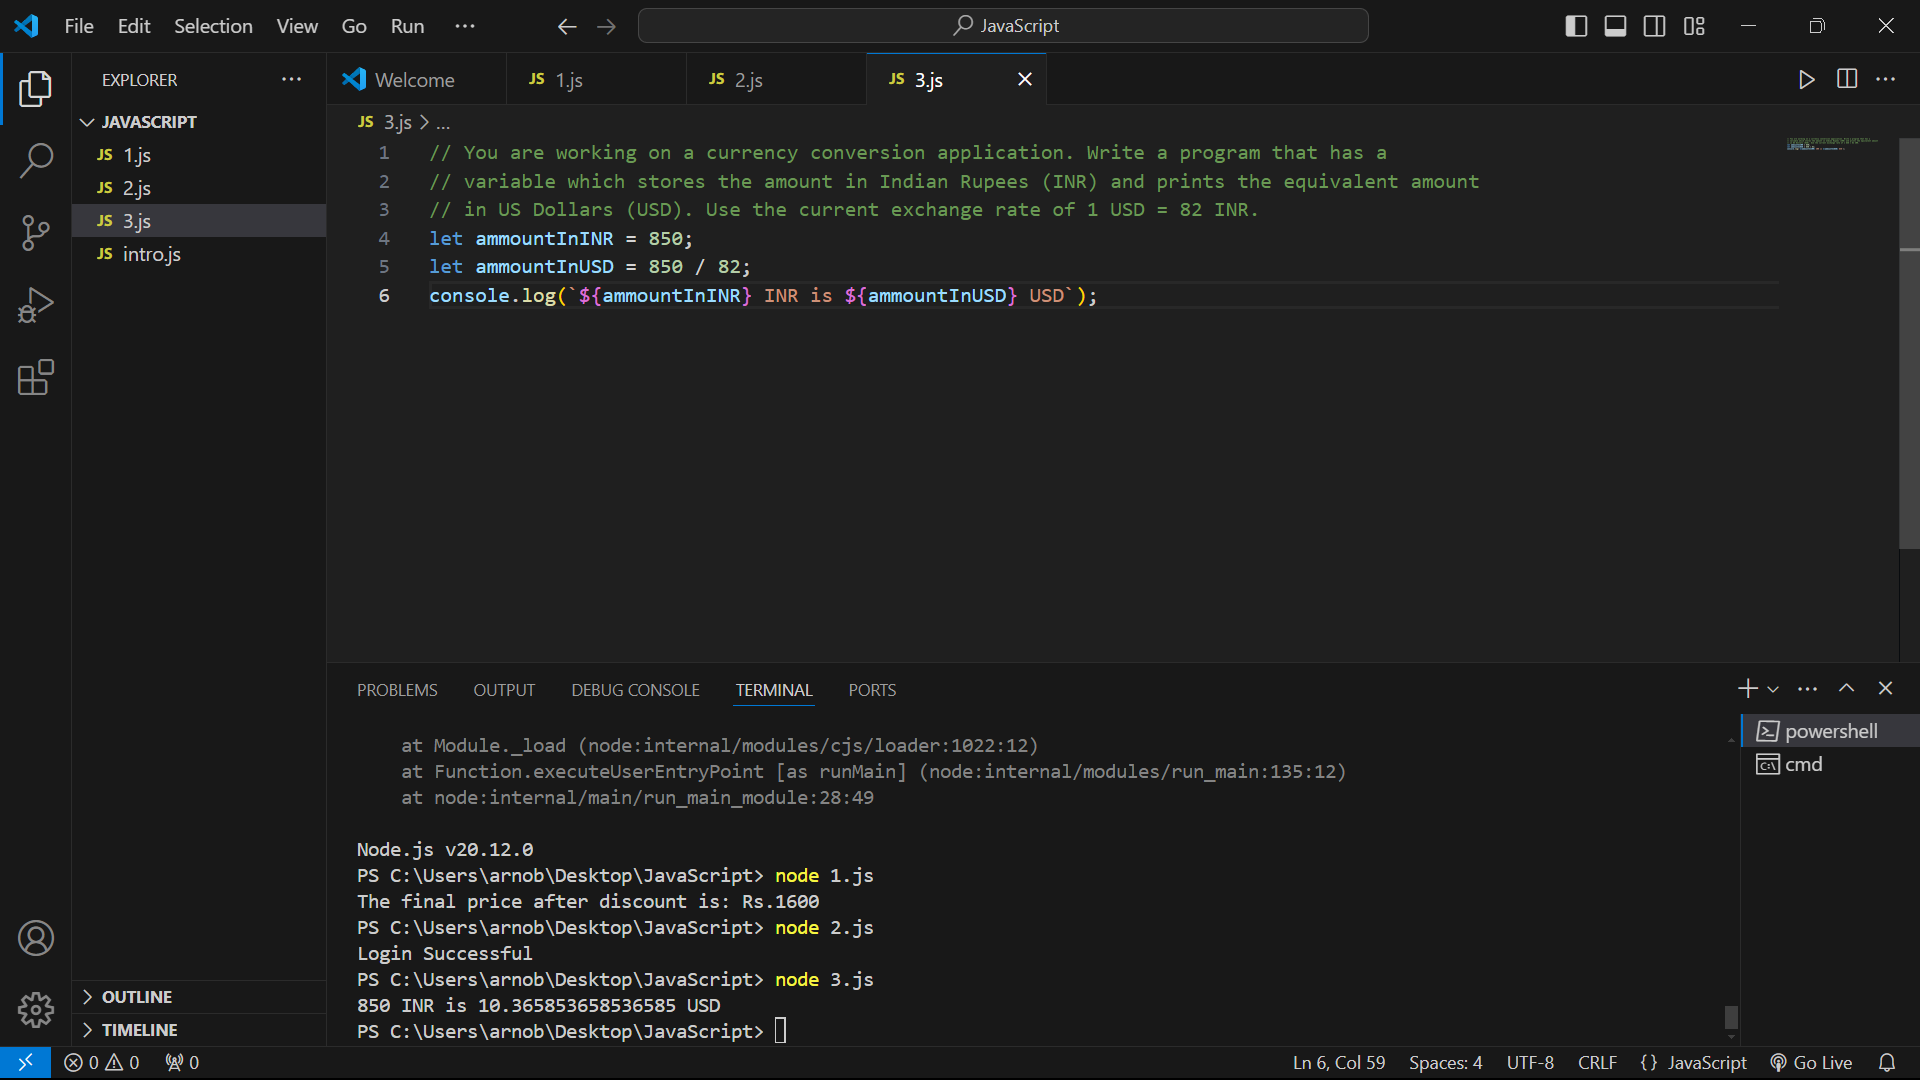 File Edit Selection View Go Run ···
JavaScript
EXPLORER ···
Welcome
JS 1.js
JS 2.js
JS 3.js
JAVASCRIPT
JS 1.js
JS 2.js
JS 3.js
JS intro.js
JS 3.js > ...
1 // You are working on a currency conversion application. Write a program that has a
2 // variable which stores the amount in Indian Rupees (INR) and prints the equivalent amount
3 // in US Dollars (USD). Use the current exchange rate of 1 USD = 82 INR.
4 let ammountInINR = 850;
5 let ammountInUSD = 850 / 82;
6 console.log(`${ammountInINR} INR is ${ammountInUSD} USD`);
PROBLEMS OUTPUT DEBUG CONSOLE TERMINAL PORTS
at Module._load (node:internal/modules/cjs/loader:1022:12)
at Function.executeUserEntryPoint [as runMain] (node:internal/modules/run_main:135:12)
at node:internal/main/run_main_module:28:49
Node.js v20.12.0
PS C:\Users\arnob\Desktop\JavaScript> node 1.js
The final price after discount is: Rs.1600
PS C:\Users\arnob\Desktop\JavaScript> node 2.js
Login Successful
PS C:\Users\arnob\Desktop\JavaScript> node 3.js
850 INR is 10.365853658536585 USD
PS C:\Users\arnob\Desktop\JavaScript>
powershell
cmd
OUTLINE
TIMELINE
0 0 0
Ln 6, Col 59 Spaces: 4 UTF-8 CRLF {} JavaScript Go Live